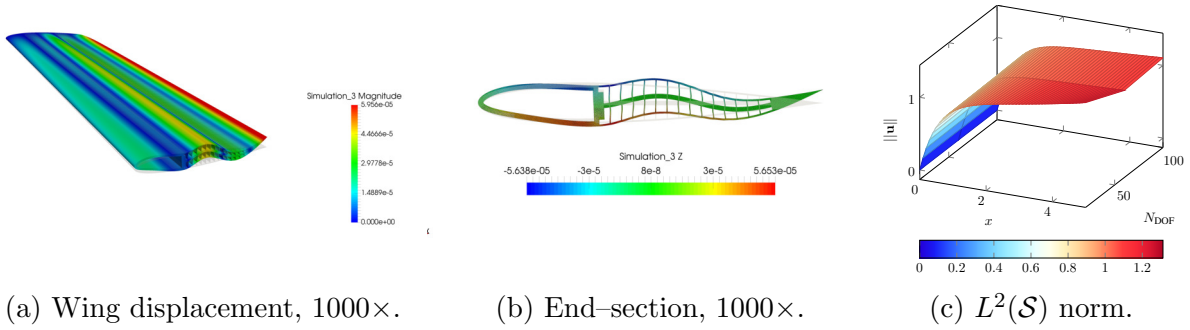 Simulation_3 Magnitude
5.956e-05
4.4666e-5
2.9778e-5
1.4889e-5
0.000e+00
Simulation_3 Z
-5.638e-05 -3e-5 8e-8 3e-5 5.653e-05
1
0
||u||
0 2 4
x
50
100
N_DOF
0 0.2 0.4 0.6 0.8 1 1.2
(a) Wing displacement, 1000×. (b) End–section, 1000×. (c) L²(𝒮) norm.